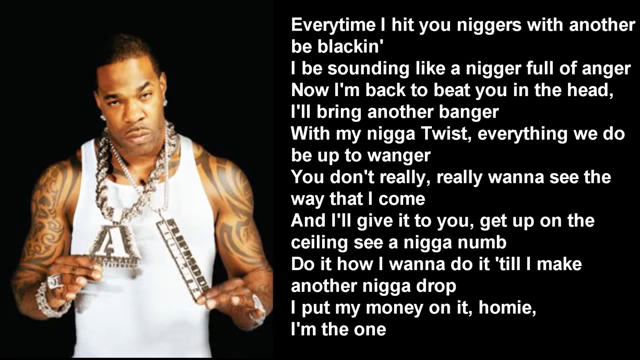 Everytime I hit you niggers with another
be blackin'
I be sounding like a nigger full of anger
Now I'm back to beat you in the head,
I'll bring another banger
With my nigga Twist, everything we do
be up to wanger
You don't really, really wanna see the
way that I come
And I'll give it to you, get up on the
ceiling see a nigga numb
Do it how I wanna do it 'till I make
another nigga drop
I put my money on it, homie,
I'm the one
A
FLIPMODE